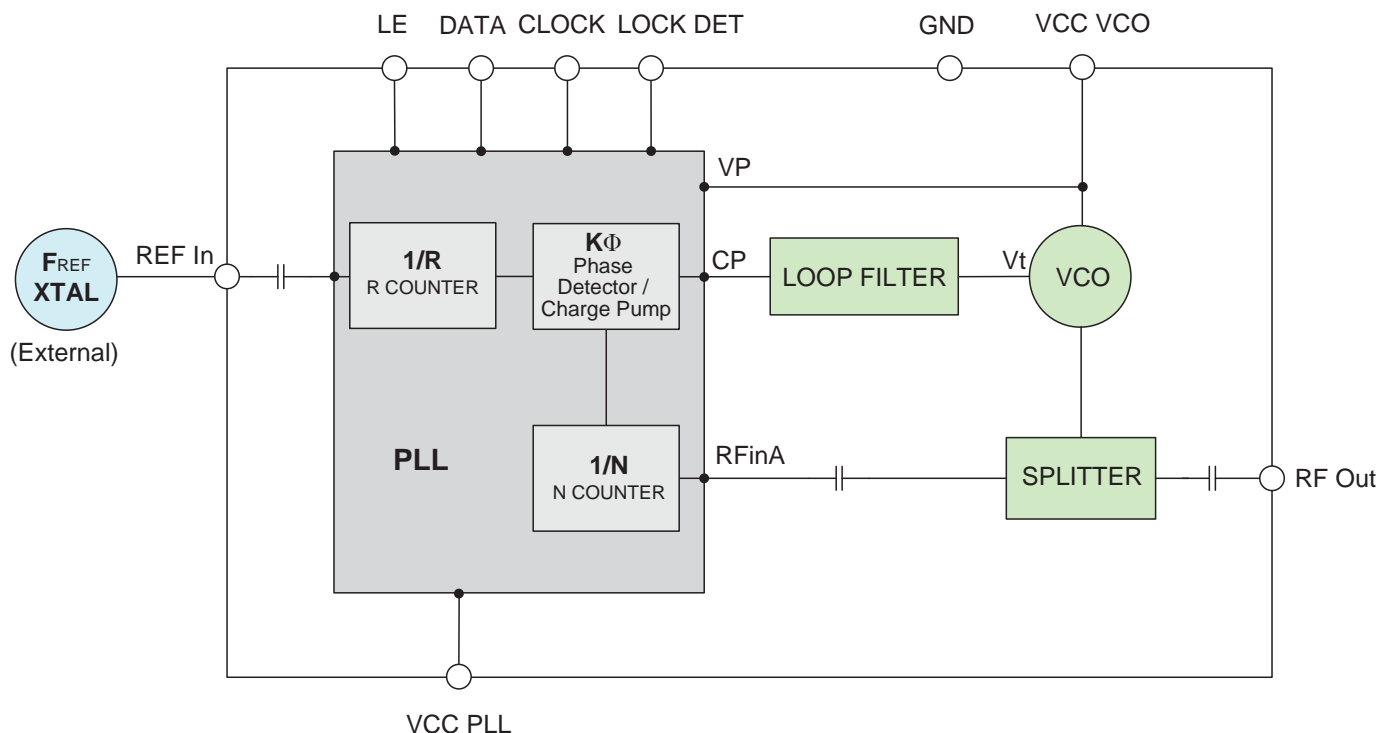 LE
DATA
CLOCK
LOCK DET
GND
VCC VCO
VP
FREF
XTAL
(External)
REF In
1/R
R COUNTER
KΦ
Phase
Detector /
Charge Pump
CP
LOOP FILTER
Vt
VCO
PLL
1/N
N COUNTER
RFinA
SPLITTER
RF Out
VCC PLL